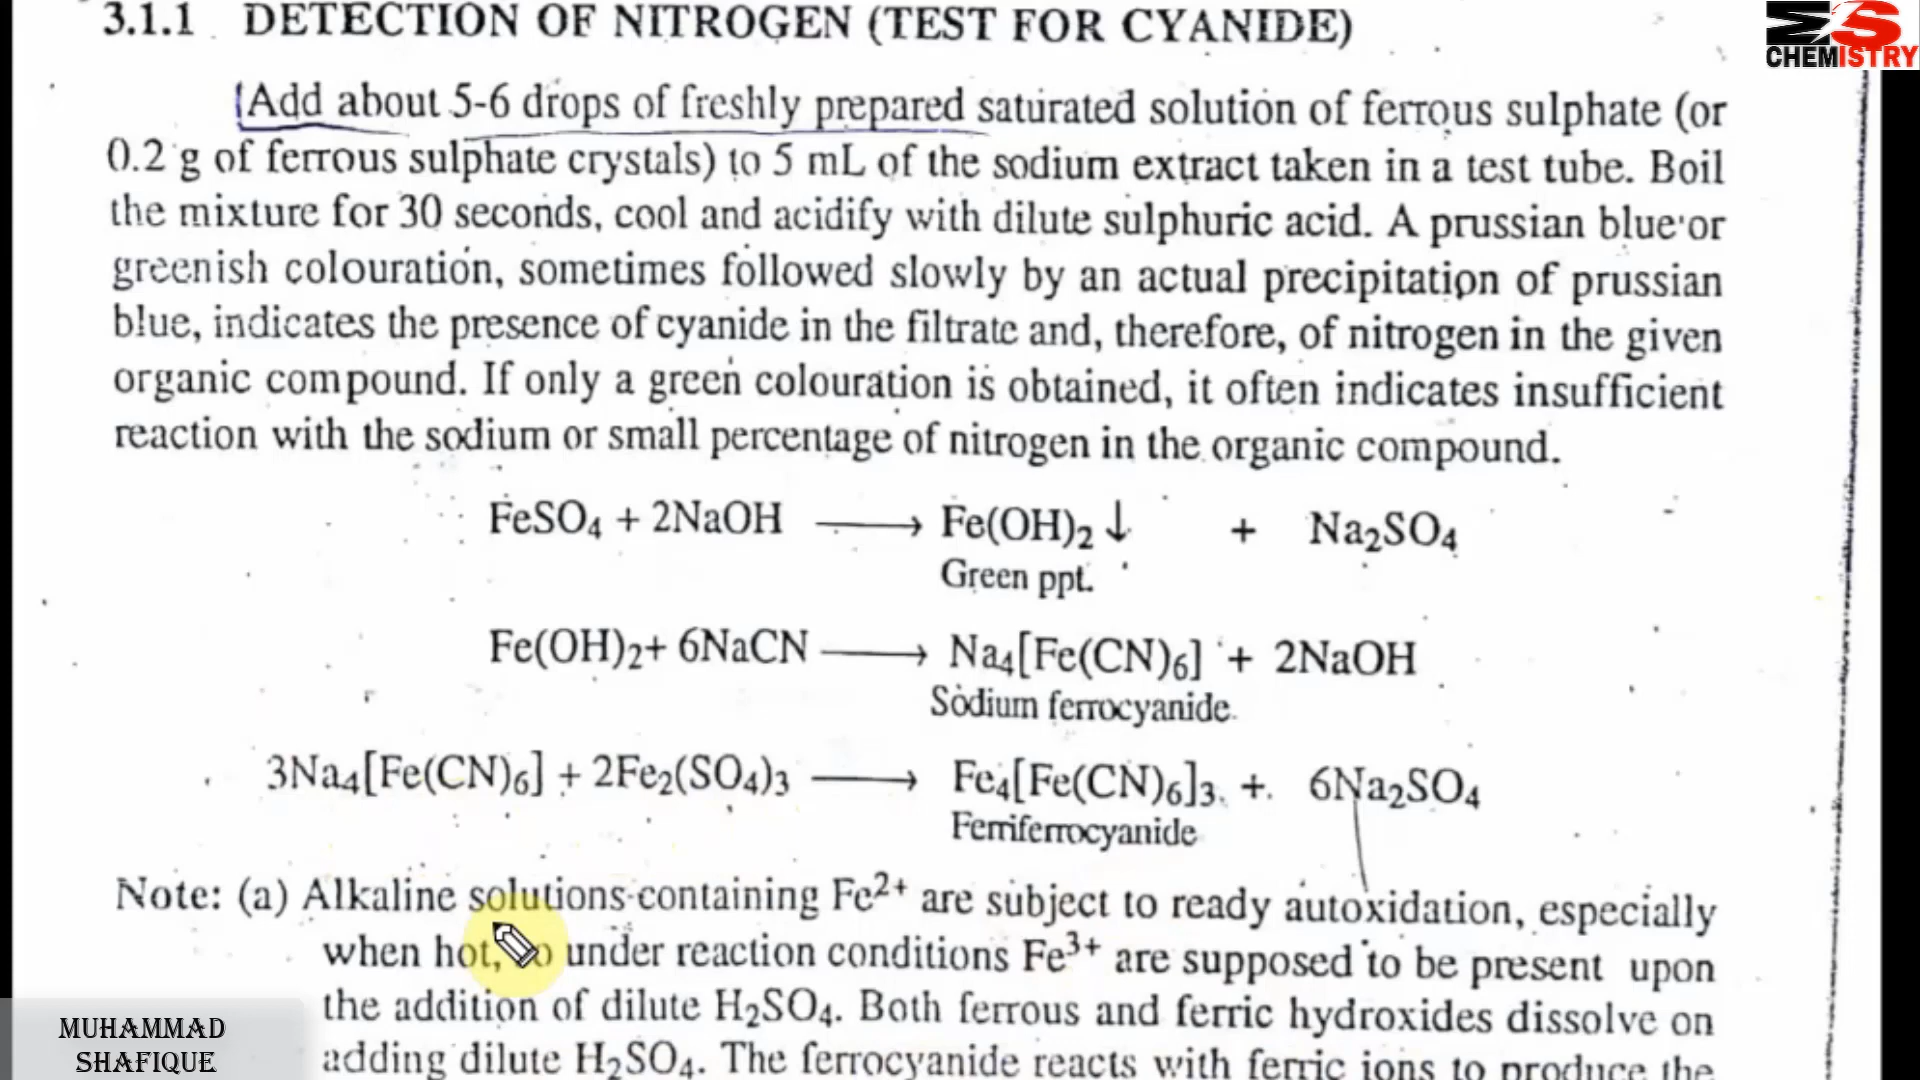 3.1.1 DETECTION OF NITROGEN (TEST FOR CYANIDE)
ZS
CHEMISTRY
Add about 5-6 drops of freshly prepared saturated solution of ferrous sulphate (or
0.2 g of ferrous sulphate crystals) to 5 mL of the sodium extract taken in a test tube. Boil
the mixture for 30 seconds, cool and acidify with dilute sulphuric acid. A prussian blue or
greenish colouration, sometimes followed slowly by an actual precipitation of prussian
blue, indicates the presence of cyanide in the filtrate and, therefore, of nitrogen in the given
organic compound. If only a green colouration is obtained, it often indicates insufficient
reaction with the sodium or small percentage of nitrogen in the organic compound.
FeSO₄ + 2NaOH ⟶ Fe(OH)₂ ↓ + Na₂SO₄
Green ppt.
Fe(OH)₂+ 6NaCN ⟶ Na₄[Fe(CN)₆] + 2NaOH
Sodium ferrocyanide
3Na₄[Fe(CN)₆] + 2Fe₂(SO₄)₃ ⟶ Fe₄[Fe(CN)₆]₃ + 6Na₂SO₄
Ferriferrocyanide
Note: (a) Alkaline solutions containing Fe²⁺ are subject to ready autoxidation, especially
when hot, under reaction conditions Fe³⁺ are supposed to be present upon
the addition of dilute H₂SO₄. Both ferrous and ferric hydroxides dissolve on
adding dilute H₂SO₄. The ferrocyanide reacts with ferric ions to produce the
MUHAMMAD
SHAFIQUE